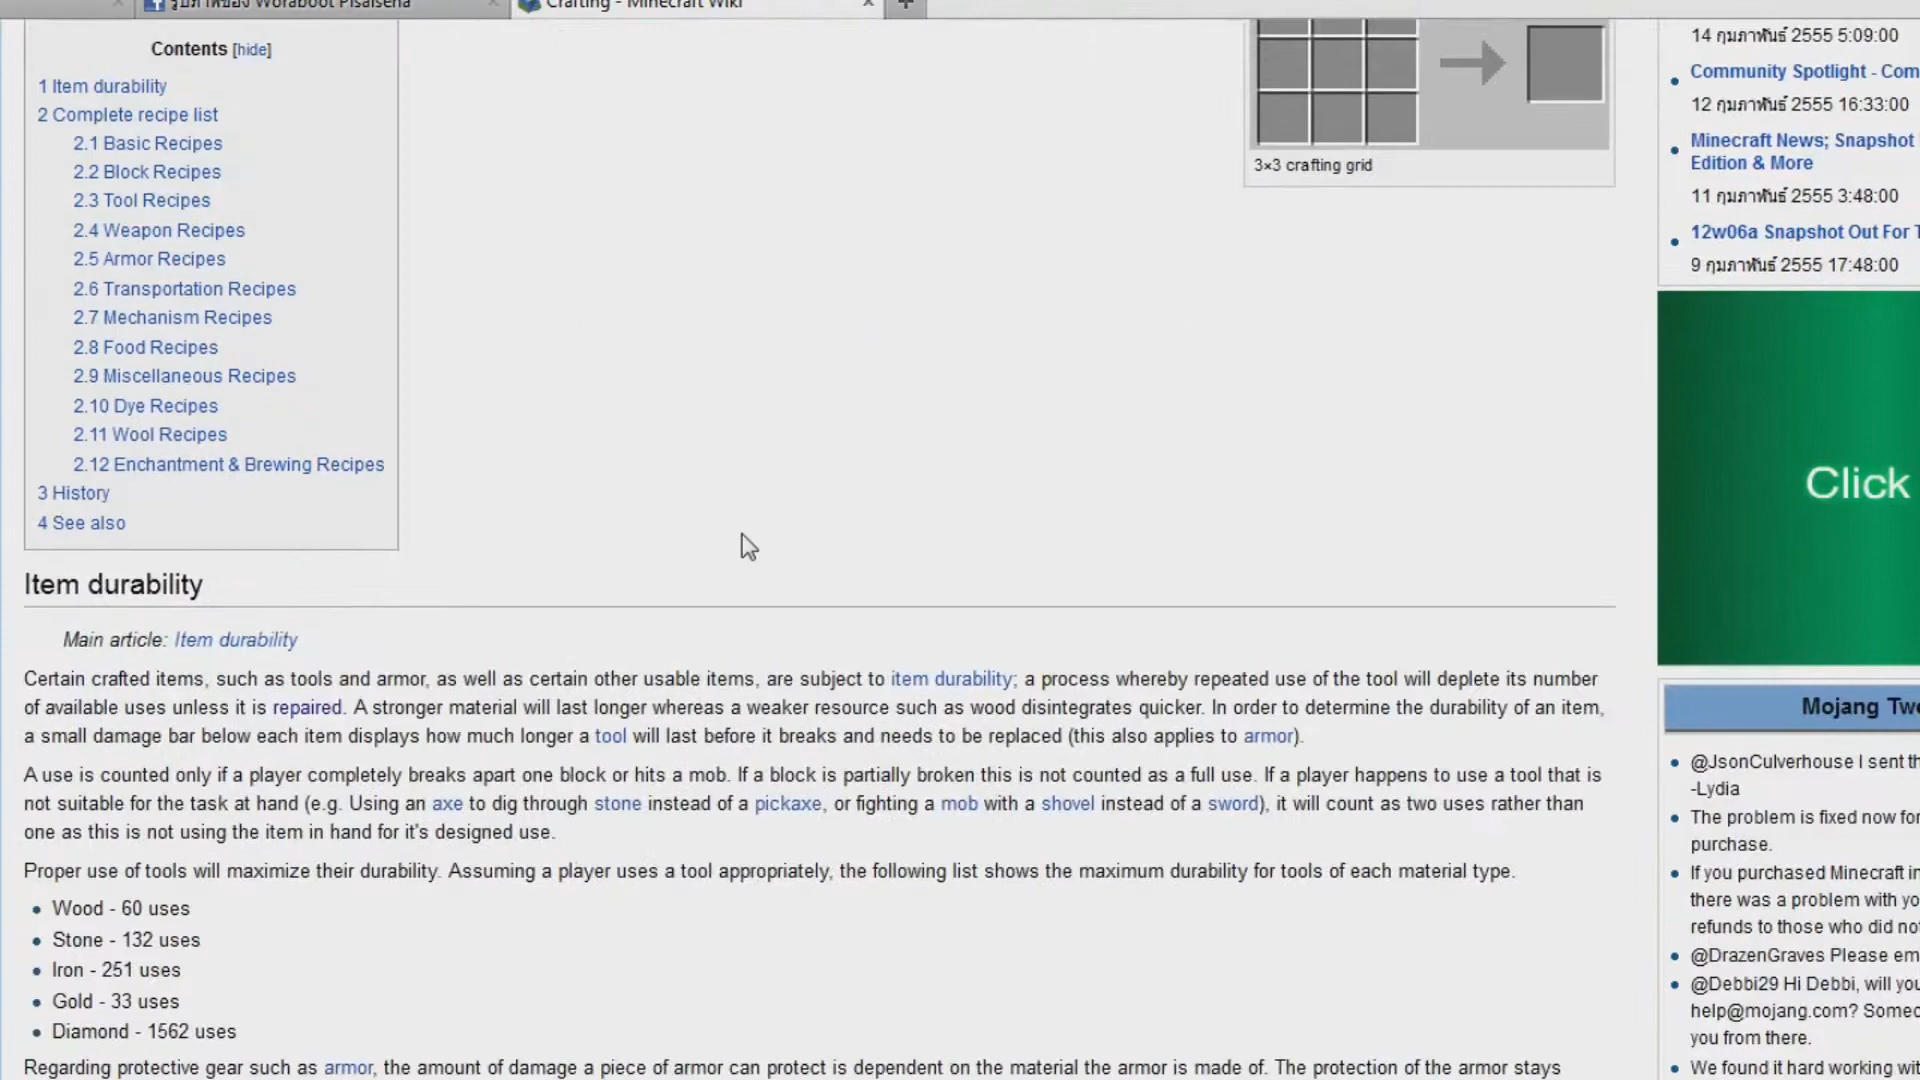 รูปภาพของ Woraboot Pisalsena
Crafting - Minecraft Wiki
Contents [hide]
1 Item durability
2 Complete recipe list
2.1 Basic Recipes
2.2 Block Recipes
2.3 Tool Recipes
2.4 Weapon Recipes
2.5 Armor Recipes
2.6 Transportation Recipes
2.7 Mechanism Recipes
2.8 Food Recipes
2.9 Miscellaneous Recipes
2.10 Dye Recipes
2.11 Wool Recipes
2.12 Enchantment & Brewing Recipes
3 History
4 See also
3×3 crafting grid
Item durability
Main article: Item durability
Certain crafted items, such as tools and armor, as well as certain other usable items, are subject to item durability; a process whereby repeated use of the tool will deplete its number
of available uses unless it is repaired. A stronger material will last longer whereas a weaker resource such as wood disintegrates quicker. In order to determine the durability of an item,
a small damage bar below each item displays how much longer a tool will last before it breaks and needs to be replaced (this also applies to armor).
A use is counted only if a player completely breaks apart one block or hits a mob. If a block is partially broken this is not counted as a full use. If a player happens to use a tool that is
not suitable for the task at hand (e.g. Using an axe to dig through stone instead of a pickaxe, or fighting a mob with a shovel instead of a sword), it will count as two uses rather than
one as this is not using the item in hand for it's designed use.
Proper use of tools will maximize their durability. Assuming a player uses a tool appropriately, the following list shows the maximum durability for tools of each material type.
Wood - 60 uses
Stone - 132 uses
Iron - 251 uses
Gold - 33 uses
Diamond - 1562 uses
Regarding protective gear such as armor, the amount of damage a piece of armor can protect is dependent on the material the armor is made of. The protection of the armor stays
14 กุมภาพันธ์ 2555 5:09:00
Community Spotlight - Com
12 กุมภาพันธ์ 2555 16:33:00
Minecraft News; Snapshot
Edition & More
11 กุมภาพันธ์ 2555 3:48:00
12w06a Snapshot Out For T
9 กุมภาพันธ์ 2555 17:48:00
Click
Mojang Twe
@JsonCulverhouse I sent th
-Lydia
The problem is fixed now for
purchase.
If you purchased Minecraft in
there was a problem with yo
refunds to those who did not
@DrazenGraves Please em
@Debbi29 Hi Debbi, will you
help@mojang.com? Someo
you from there.
We found it hard working wit